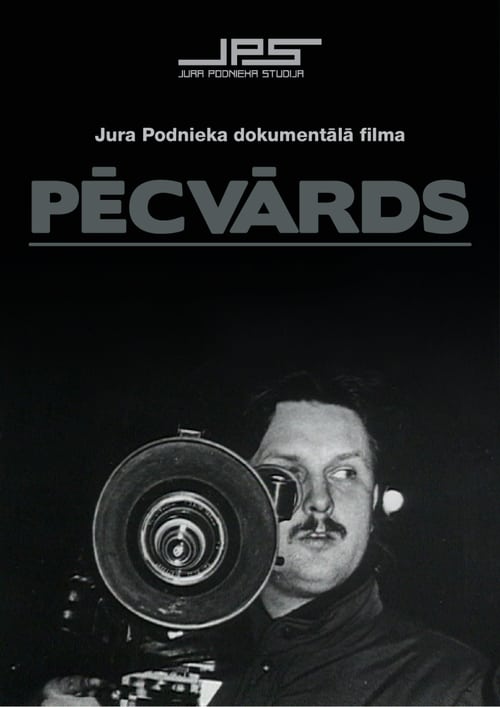 JPS
JURA PODNIEKA STUDIJA
Jura Podnieka dokumentālā filma
PĒCVĀRDS